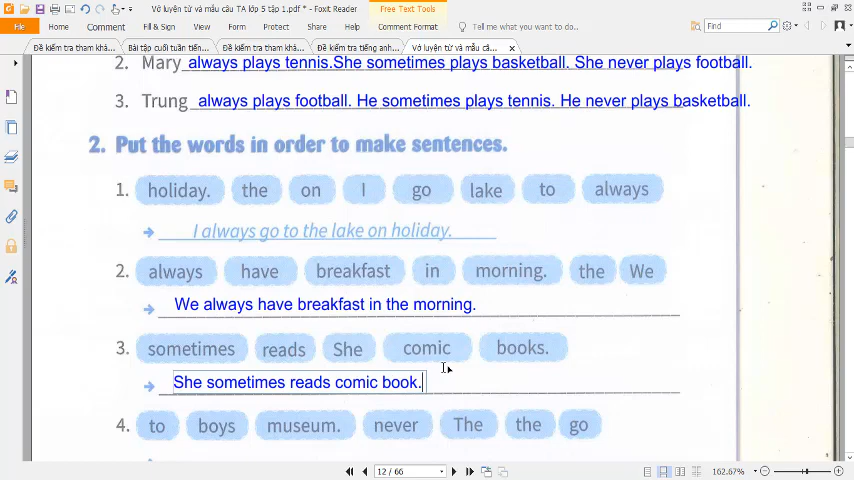 Vở luyện từ và mẫu câu TA lớp 5 tập 1.pdf * - Foxit Reader
Free Text Tools
File Home Comment Fill & Sign View Form Protect Share Help Comment Format Tell me what you want to do... Find
Đề kiểm tra tham khả... Bài tập cuối tuần tiến... Đề kiểm tra tham khả... Đề kiểm tra tiếng anh... Vở luyện từ và mẫu câ...
2. Mary always plays tennis.She sometimes plays basketball. She never plays football.
3. Trung always plays football. He sometimes plays tennis. He never plays basketball.
2. Put the words in order to make sentences.
1. holiday. the on I go lake to always
I always go to the lake on holiday.
2. always have breakfast in morning. the We
We always have breakfast in the morning.
3. sometimes reads She comic books.
She sometimes reads comic book.
4. to boys museum. never The the go
12 / 66
162.67%